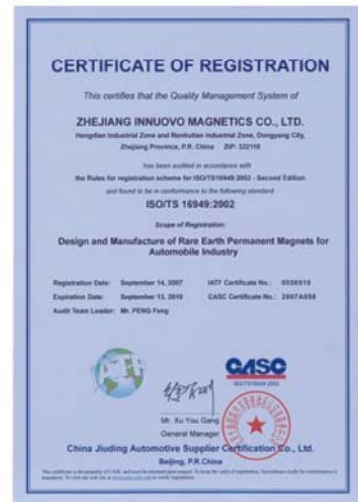 CERTIFICATE OF REGISTRATION
This certifies that the Quality Management System of
ZHEJIANG INNUOVO MAGNETICS CO., LTD.
Hongdian Industrial Zone and Industrial Zone, Dongyang City,
Zhejiang Province, P.R. China ZIP:
has been audited in accordance with
the Rules for registration scheme for ISO/TS16949:2002 - Second Edition
and found to be in conformance to the following standard
ISO/TS 16949:2002
Scope of Registration:
Design and Manufacture of Rare Earth Permanent Magnets for
Automobile Industry
Registration Date: September 14, 2007 IATF Certificate No.:
Expiration Date: September 13, 2010 CASC Certificate No.: 2007A058
Audit Team Leader: Mr. PENG Feng
IATF
CASC
ISO/TS16949:2002
Mr. Xu You Gang
General Manager
China Jiuding Automotive Supplier Certification Co., Ltd.
Beijing, P.R.China